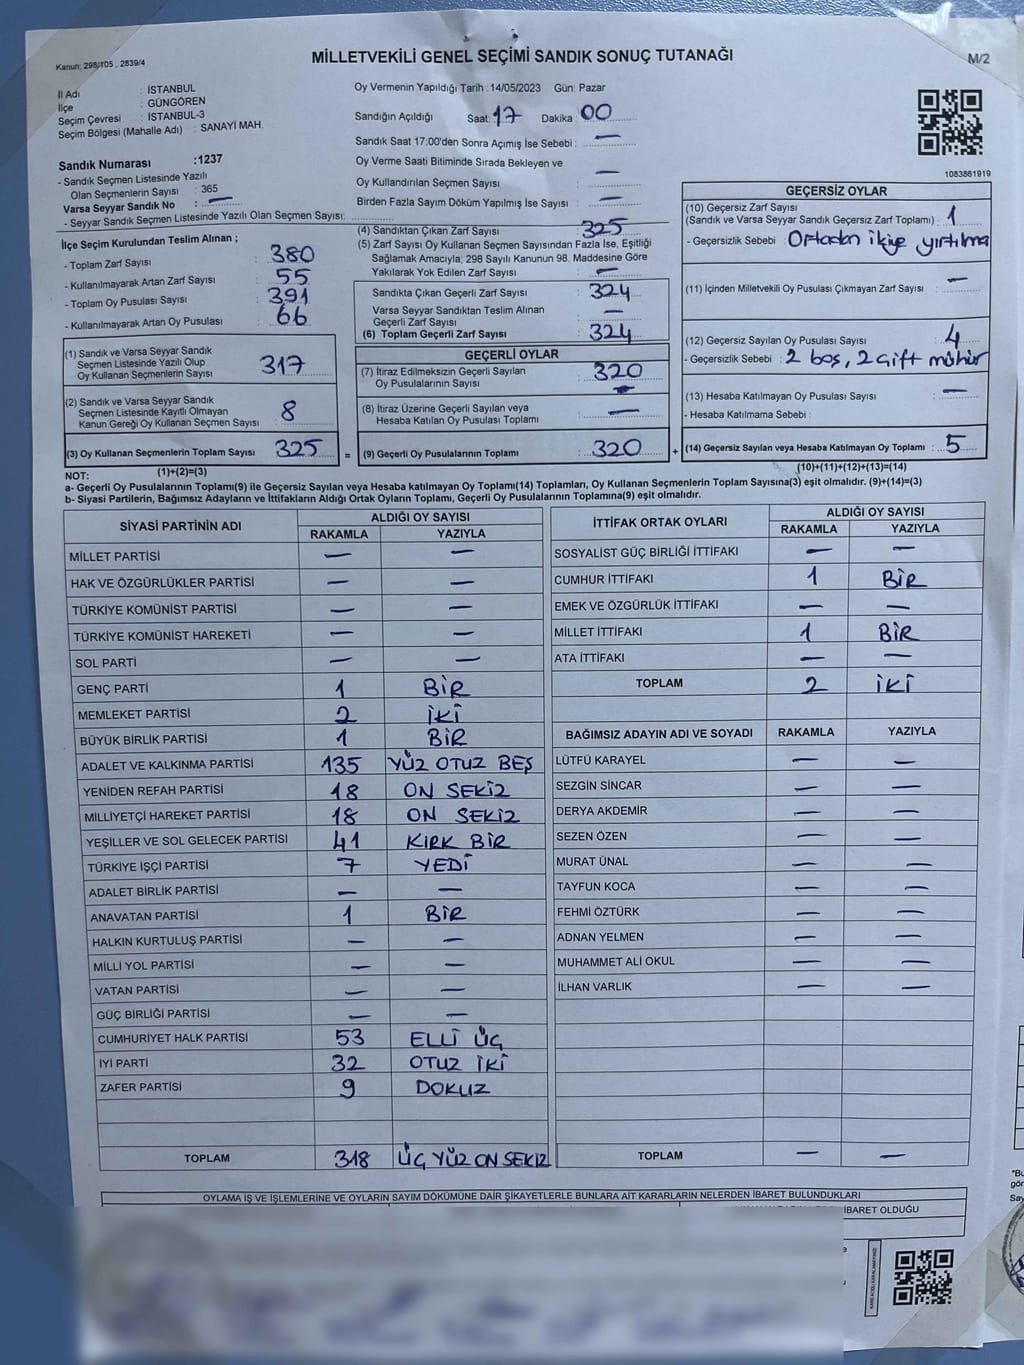 Kanun: 298/105 , 2839/4
MİLLETVEKİLİ GENEL SEÇİMİ SANDIK SONUÇ TUTANAĞI
M/2
İl Adı : İSTANBUL
İlçe : GÜNGÖREN
Seçim Çevresi : İSTANBUL-3
Seçim Bölgesi (Mahalle Adı) : SANAYİ MAH.
Sandık Numarası :1237
- Sandık Seçmen Listesinde Yazılı
Olan Seçmenlerin Sayısı : 365
Varsa Seyyar Sandık No : —
- Seyyar Sandık Seçmen Listesinde Yazılı Olan Seçmen Sayısı:
Oy Vermenin Yapıldığı Tarih :14/05/2023 Gün: Pazar
Sandığın Açıldığı Saat: 17 Dakika 00
Sandık Saat 17:00'den Sonra Açımış İse Sebebi : —
Oy Verme Saati Bitiminde Sırada Bekleyen ve
Oy Kullandırılan Seçmen Sayısı —
Birden Fazla Sayım Döküm Yapılmış İse Sayısı : —
1083861919
İlçe Seçim Kurulundan Teslim Alınan ;
- Toplam Zarf Sayısı : 380
- Kullanılmayarak Artan Zarf Sayısı : 55
- Toplam Oy Pusulası Sayısı : 391
- Kullanılmayarak Artan Oy Pusulası : 66
(4) Sandıktan Çıkan Zarf Sayısı : 325
(5) Zarf Sayısı Oy Kullanan Seçmen Sayısından Fazla İse, Eşitliği
Sağlamak Amacıyla, 298 Sayılı Kanunun 98. Maddesine Göre
Yakılarak Yok Edilen Zarf Sayısı : —
Sandıkta Çıkan Geçerli Zarf Sayısı : 324
Varsa Seyyar Sandıktan Teslim Alınan
Geçerli Zarf Sayısı : —
(6) Toplam Geçerli Zarf Sayısı : 324
GEÇERSİZ OYLAR
(10) Geçersiz Zarf Sayısı
(Sandık ve Varsa Seyyar Sandık Geçersiz Zarf Toplamı) : 1
- Geçersizlik Sebebi : Ortadan ikiye yırtılma
(11) İçinden Milletvekili Oy Pusulası Çıkmayan Zarf Sayısı : —
(12) Geçersiz Sayılan Oy Pusulası Sayısı : 4
- Geçersizlik Sebebi : 2 boş, 2 çift mühür
(13) Hesaba Katılmayan Oy Pusulası Sayısı : —
- Hesaba Katılmama Sebebi :
(14) Geçersiz Sayılan veya Hesaba Katılmayan Oy Toplamı : 5
(10)+(11)+(12)+(13)=(14)
(1) Sandık ve Varsa Seyyar Sandık
Seçmen Listesinde Yazılı Olup
Oy Kullanan Seçmenlerin Sayısı : 317
(2) Sandık ve Varsa Seyyar Sandık
Seçmen Listesinde Kayıtlı Olmayan
Kanun Gereği Oy Kullanan Seçmen Sayısı : 8
(3) Oy Kullanan Seçmenlerin Toplam Sayısı : 325 =
(1)+(2)=(3)
GEÇERLİ OYLAR
(7) İtiraz Edilmeksizin Geçerli Sayılan
Oy Pusulalarının Sayısı : 320
(8) İtiraz Üzerine Geçerli Sayılan veya
Hesaba Katılan Oy Pusulası Toplamı : —
(9) Geçerli Oy Pusulalarının Toplamı : 320 +
NOT:
a- Geçerli Oy Pusulalarının Toplamı(9) ile Geçersiz Sayılan veya Hesaba katılmayan Oy Toplamı(14) Toplamları, Oy Kullanan Seçmenlerin Toplam Sayısına(3) eşit olmalıdır. (9)+(14)=(3)
b- Siyasi Partilerin, Bağımsız Adayların ve İttifakların Aldığı Ortak Oyların Toplamı, Geçerli Oy Pusulalarının Toplamına(9) eşit olmalıdır.
SİYASİ PARTİNİN ADI ALDIĞI OY SAYISI
RAKAMLA YAZIYLA
MİLLET PARTİSİ — —
HAK VE ÖZGÜRLÜKLER PARTİSİ — —
TÜRKİYE KOMÜNİST PARTİSİ — —
TÜRKİYE KOMÜNİST HAREKETİ — —
SOL PARTİ — —
GENÇ PARTİ 1 BİR
MEMLEKET PARTİSİ 2 İKİ
BÜYÜK BİRLİK PARTİSİ 1 BİR
ADALET VE KALKINMA PARTİSİ 135 YÜZ OTUZ BEŞ
YENİDEN REFAH PARTİSİ 18 ON SEKİZ
MİLLİYETÇİ HAREKET PARTİSİ 18 ON SEKİZ
YEŞİLLER VE SOL GELECEK PARTİSİ 41 KIRK BİR
TÜRKİYE İŞÇİ PARTİSİ 7 YEDİ
ADALET BİRLİK PARTİSİ — —
ANAVATAN PARTİSİ 1 BİR
HALKIN KURTULUŞ PARTİSİ — —
MİLLİ YOL PARTİSİ — —
VATAN PARTİSİ — —
GÜÇ BİRLİĞİ PARTİSİ — —
CUMHURİYET HALK PARTİSİ 53 ELLİ ÜÇ
İYİ PARTİ 32 OTUZ İKİ
ZAFER PARTİSİ 9 DOKUZ
TOPLAM 318 ÜÇ YÜZ ON SEKİZ
İTTİFAK ORTAK OYLARI ALDIĞI OY SAYISI
RAKAMLA YAZIYLA
SOSYALİST GÜÇ BİRLİĞİ İTTİFAKI — —
CUMHUR İTTİFAKI 1 BİR
EMEK VE ÖZGÜRLÜK İTTİFAKI — —
MİLLET İTTİFAKI 1 BİR
ATA İTTİFAKI — —
TOPLAM 2 İKİ
BAĞIMSIZ ADAYIN ADI VE SOYADI RAKAMLA YAZIYLA
LÜTFÜ KARAYEL — —
SEZGİN SİNCAR — —
DERYA AKDEMİR — —
SEZEN ÖZEN — —
MURAT ÜNAL — —
TAYFUN KOCA — —
FEHMİ ÖZTÜRK — —
ADNAN YELMEN — —
MUHAMMET ALİ OKUL — —
İLHAN VARLIK — —
TOPLAM — —
OYLAMA İŞ VE İŞLEMLERİNE VE OYLARIN SAYIM DÖKÜMÜNE DAİR ŞİKAYETLERLE BUNLARA AİT KARARLARIN NELERDEN İBARET BULUNDUKLARI
İBARET OLDUĞU